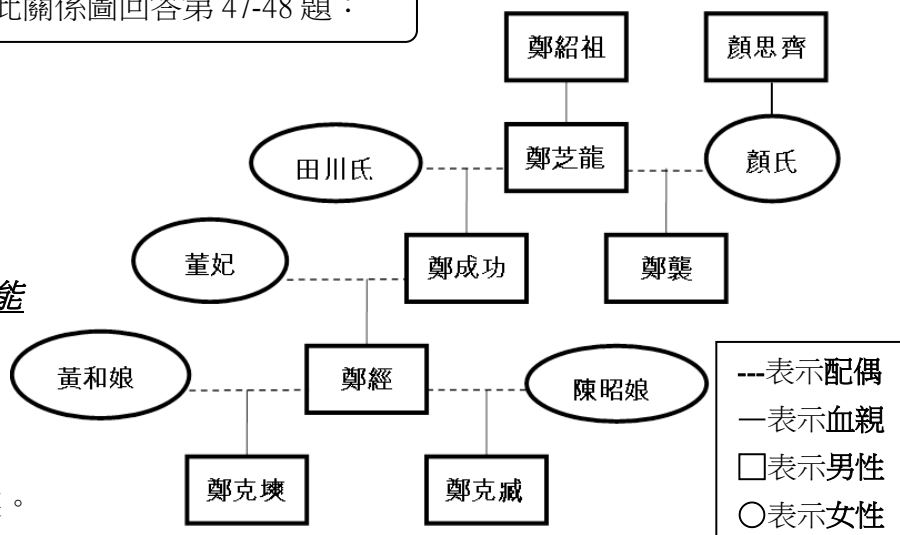 此關係圖回答第 47-48 題：
鄭紹祖
顏思齊
田川氏
鄭芝龍
顏氏
董妃
鄭成功
鄭襲
能
黃和娘
鄭經
陳昭娘
鄭克塽
鄭克臧
。
---表示配偶
—表示血親
□表示男性
○表示女性